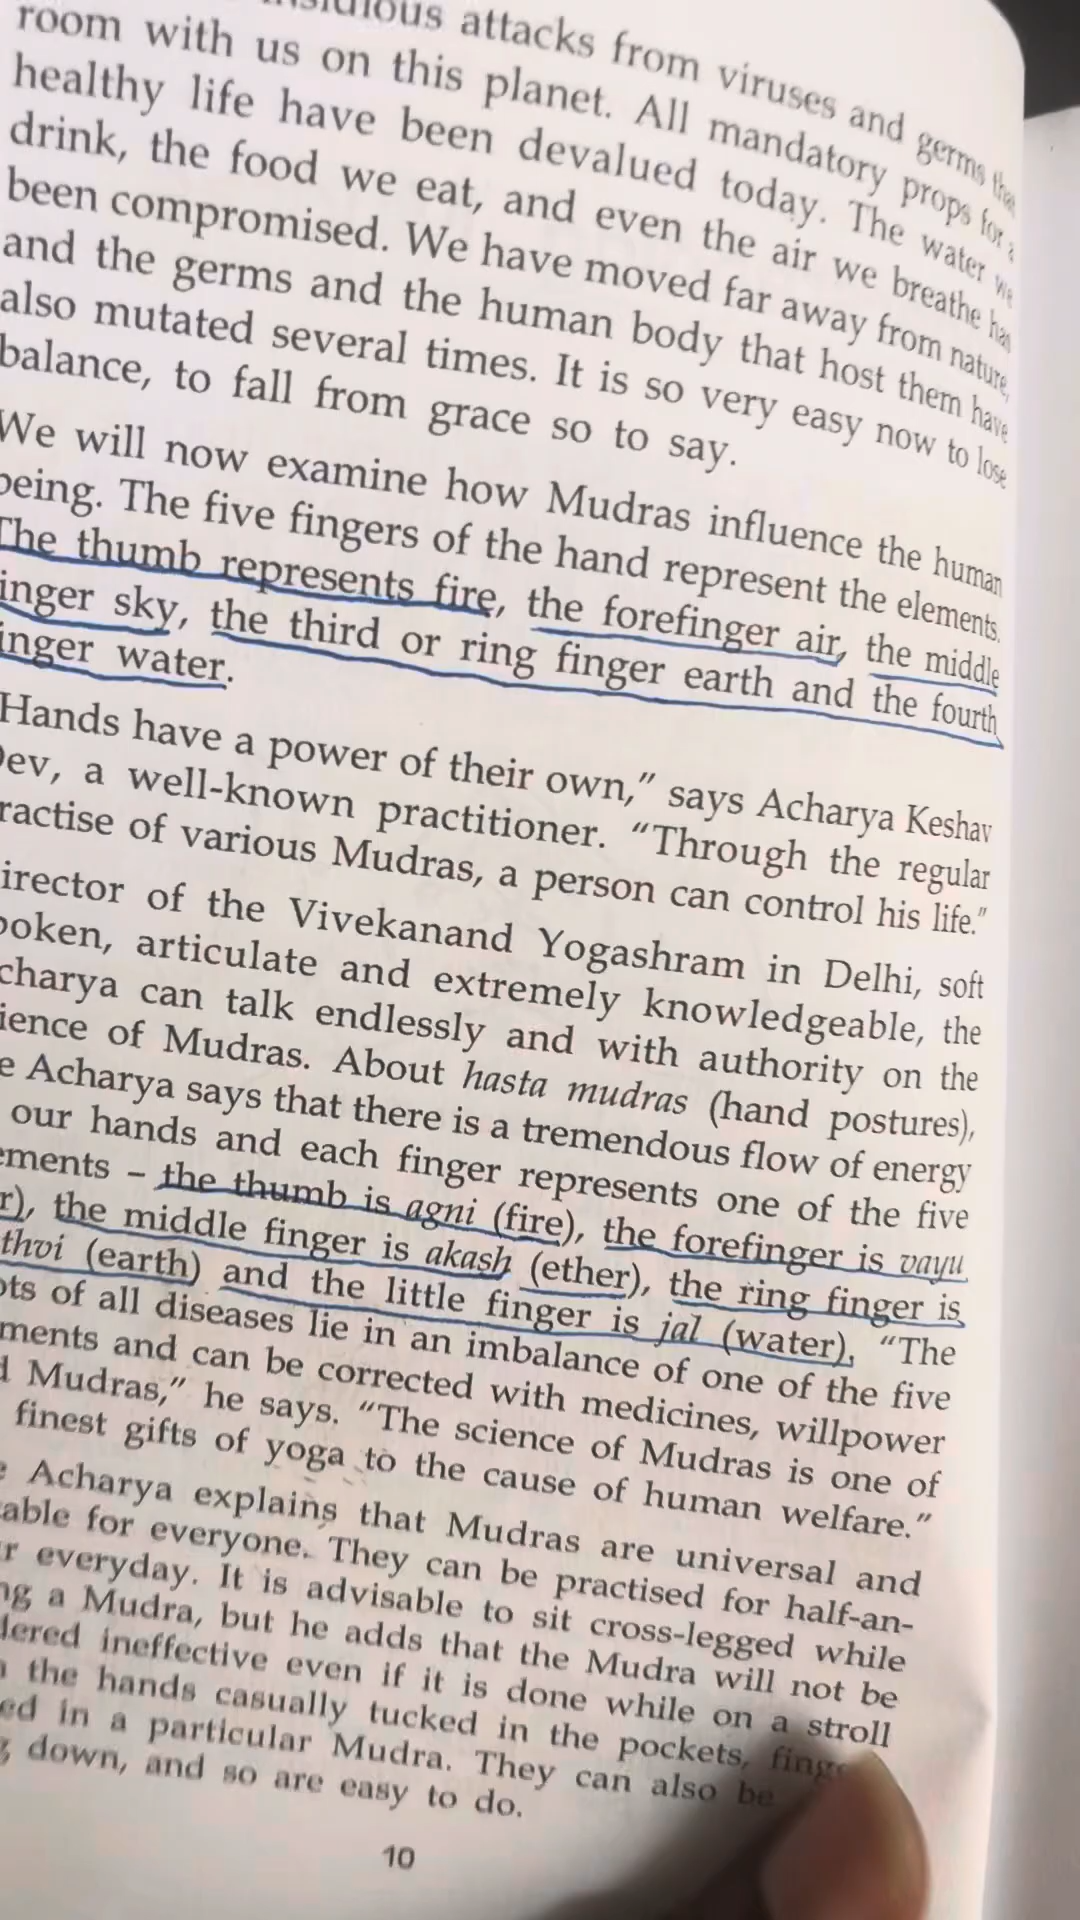 attacks from viruses and germs
room with us on this planet. All mandatory props for
healthy life have been devalued today. The water we
drink, the food we eat, and even the air we breathe has
been compromised. We have moved far away from nature,
and the germs and the human body that host them have
also mutated several times. It is so very easy now to lose
balance, to fall from grace so to say.
We will now examine how Mudras influence the human
being. The five fingers of the hand represent the elements.
The thumb represents fire, the forefinger air, the middle
inger sky, the third or ring finger earth and the fourth
inger water.
Hands have a power of their own,” says Acharya Keshav
Dev, a well-known practitioner. “Through the regular
ractise of various Mudras, a person can control his life.”
irector of the Vivekanand Yogashram in Delhi, soft
poken, articulate and extremely knowledgeable, the
charya can talk endlessly and with authority on the
ience of Mudras. About hasta mudras (hand postures),
e Acharya says that there is a tremendous flow of energy
our hands and each finger represents one of the five
ements – the thumb is agni (fire), the forefinger is vayu
r), the middle finger is akash (ether), the ring finger is
thvi (earth) and the little finger is jal (water). “The
ots of all diseases lie in an imbalance of one of the five
ments and can be corrected with medicines, willpower
d Mudras,” he says. “The science of Mudras is one of
finest gifts of yoga to the cause of human welfare.”
e Acharya explains that Mudras are universal and
able for everyone. They can be practised for half-an-
r everyday. It is advisable to sit cross-legged while
ng a Mudra, but he adds that the Mudra will not be
dered ineffective even if it is done while on a stroll
the hands casually tucked in the pockets,
ed in a particular Mudra. They can also be
g down, and so are easy to do.
10